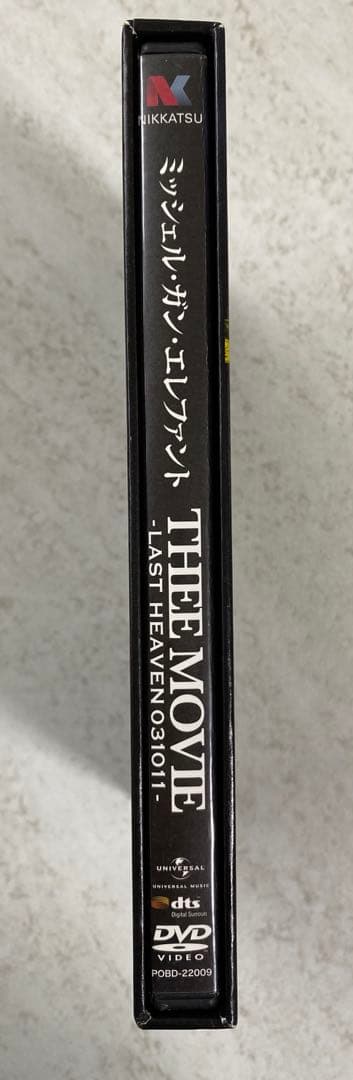 NIKKATSU
ミッシェル・ガン・エレファント
THEE MOVIE
-LAST HEAVEN 031011-
UNIVERSAL
UNIVERSAL MUSIC
dts
Digital Surround
DVD
VIDEO
POBD-22009